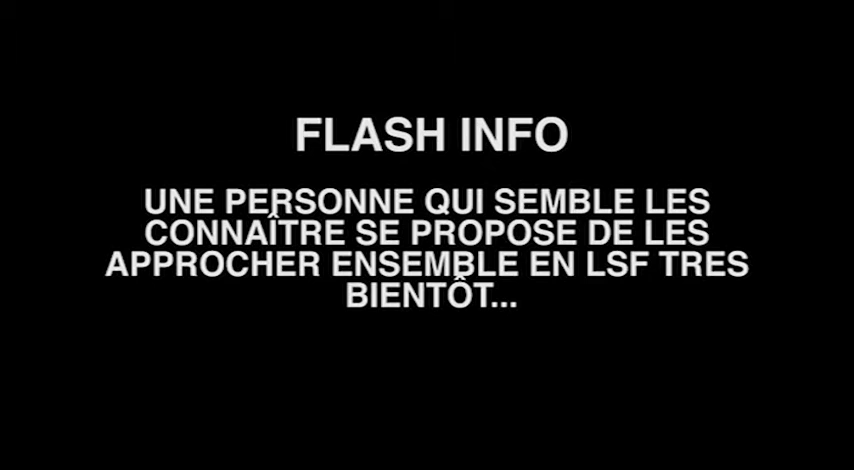 FLASH INFO
UNE PERSONNE QUI SEMBLE LES
CONNAÎTRE SE PROPOSE DE LES
APPROCHER ENSEMBLE EN LSF TRES
BIENTÔT...